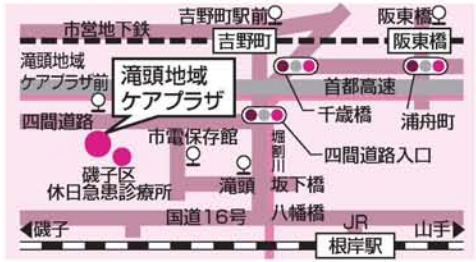 吉野町駅前
阪東橋
市営地下鉄
吉野町
阪東橋
滝頭地域
ケアプラザ前
滝頭地域
ケアプラザ
首都高速
千歳橋
浦舟町
四間道路
市電保存館
堀割川
四間道路入口
磯子区
休日急患診療所
滝頭
坂下橋
国道16号
八幡橋
JR
◀磯子
山手▶
根岸駅